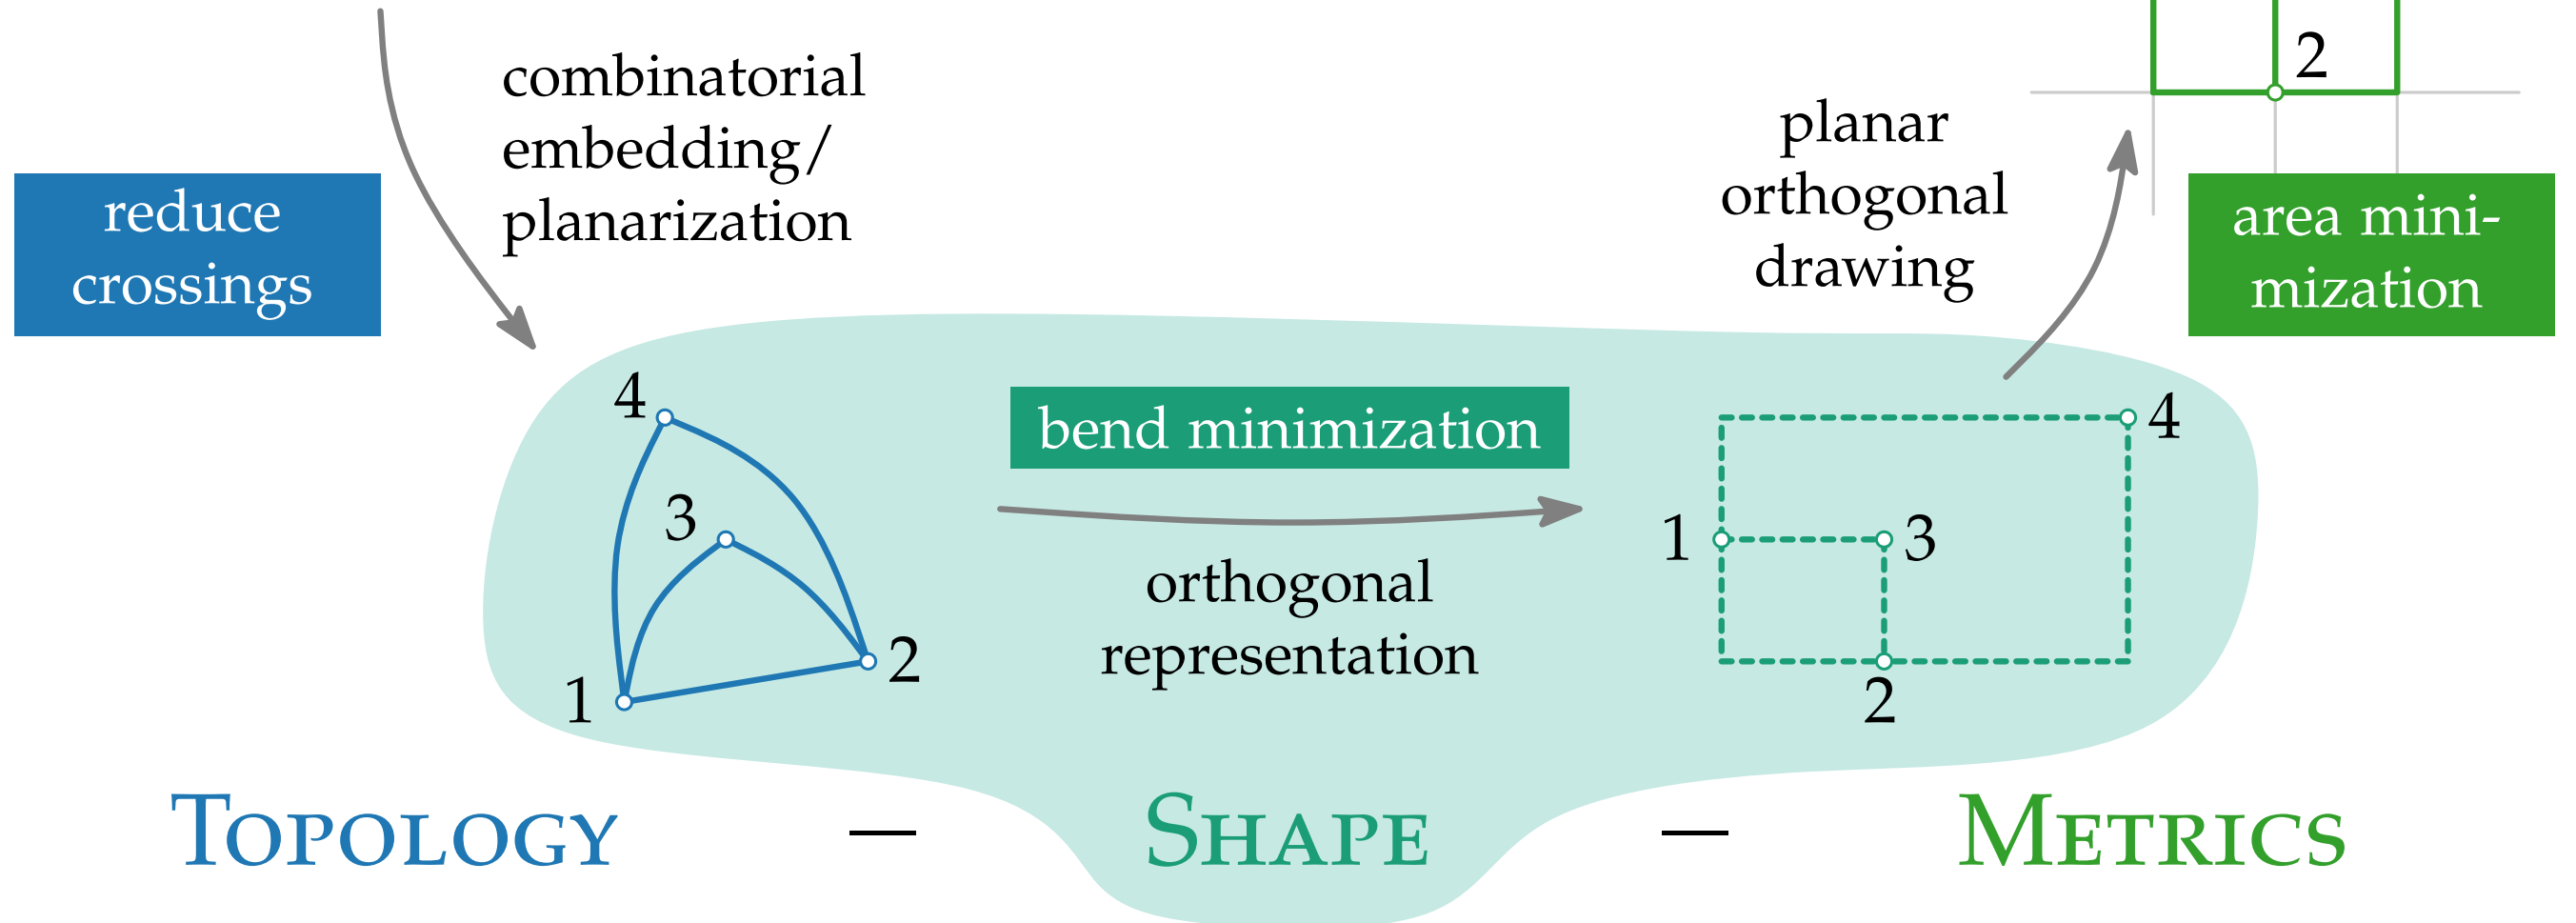 combinatorial
embedding/
planarization
reduce
crossings
2
planar
orthogonal
drawing
area mini-
mization
4
3
1
2
bend minimization
orthogonal
representation
4
1
3
2
TOPOLOGY — SHAPE — METRICS